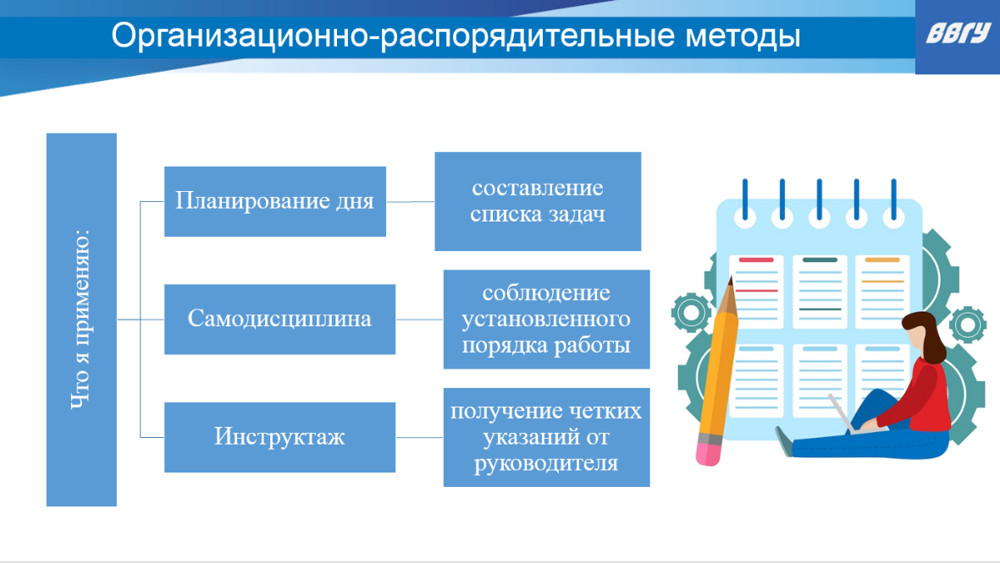 Организационно-распорядительные методы
ВВГУ
Что я применяю:
Планирование дня
составление
списка задач
Самодисциплина
соблюдение
установленного
порядка работы
Инструктаж
получение четких
указаний от
руководителя